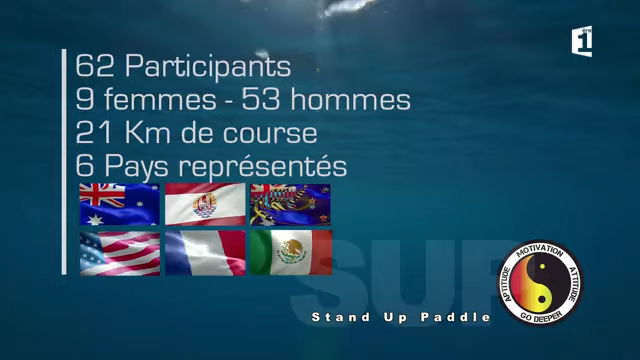 1
62 Participants
9 femmes - 53 hommes
21 Km de course
6 Pays représentés
SUP
Stand Up Paddle
MOTIVATION
APTITUDE
ATTITUDE
GO DEEPER